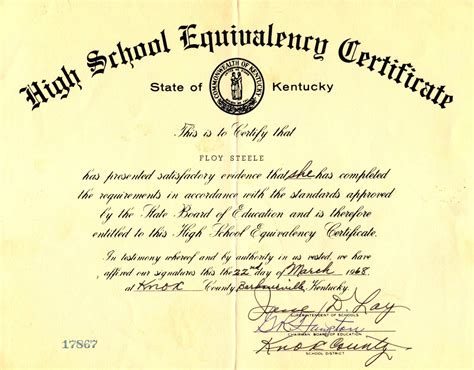 High School Equivalency Certificate
COMMONWEALTH OF KENTUCKY
State of Kentucky
This is to Certify that
FLOY STEELE
has presented satisfactory evidence that she has completed
the requirements in accordance with the standards approved
by the State Board of Education and is therefore
entitled to this High School Equivalency Certificate.
In testimony whereof and by authority in us vested, we have
affixed our signatures this the 22nd day of March 1968.
at Knox County, Barbourville, Kentucky.
Jesse D. Lay
SUPERINTENDENT OF SCHOOLS
CHAIRMAN BOARD OF EDUCATION
Knox County
SCHOOL DISTRICT
17867